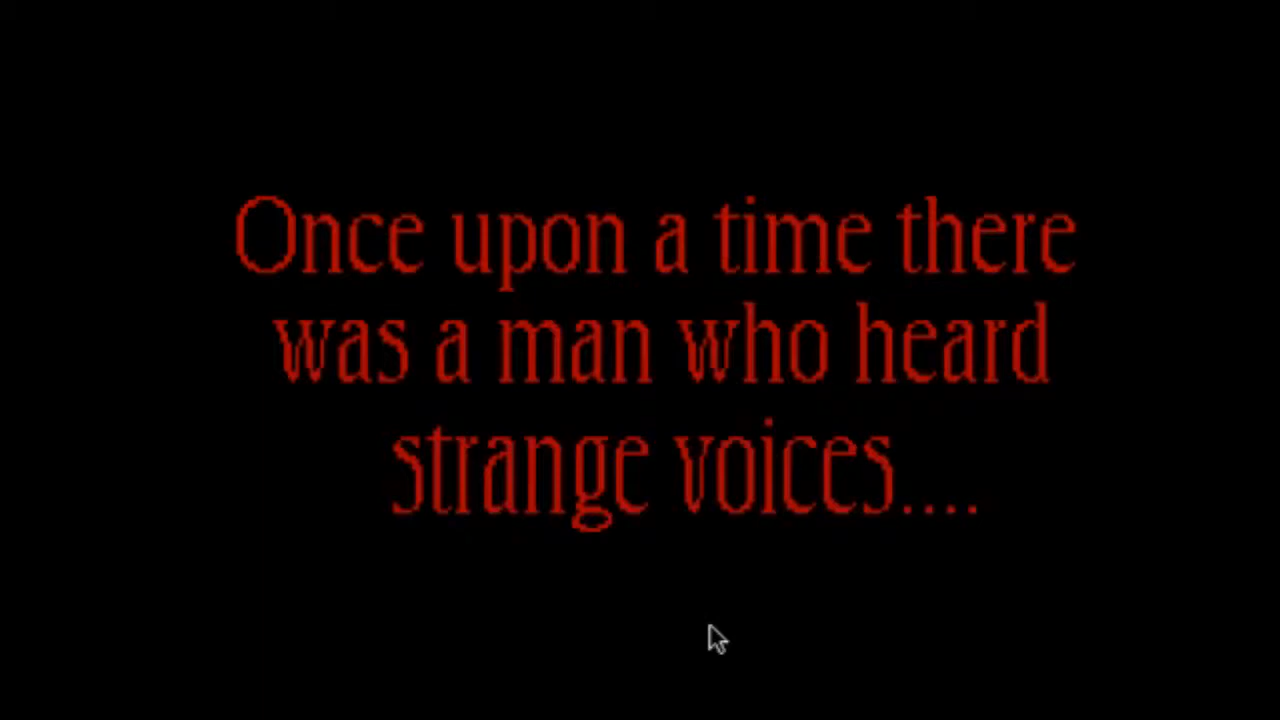 Once upon a time there
was a man who heard
strange voices....